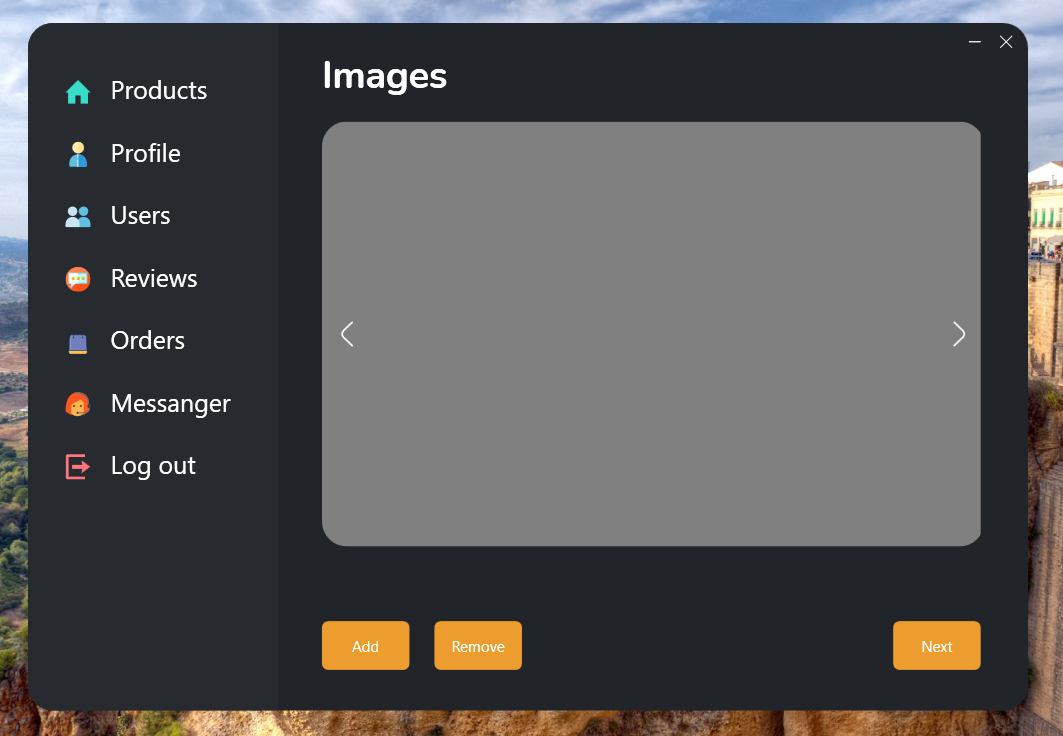 Products
Profile
Users
Reviews
Orders
Messanger
Log out
Images
Add
Remove
Next